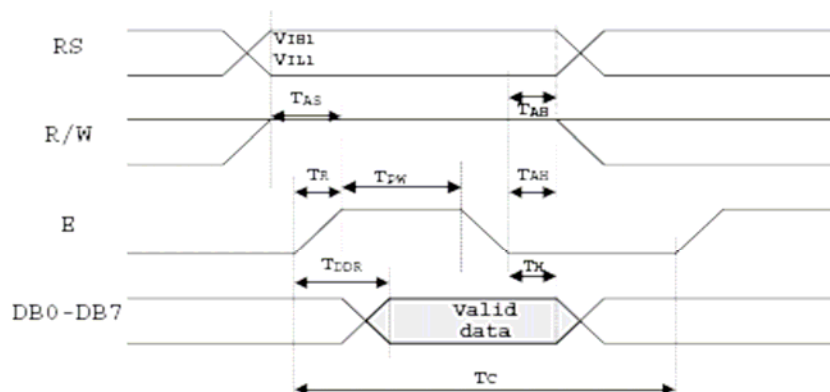 RS
VIH1
VIL1
TAS
TAH
R/W
TR
TPW
TAH
E
TDDR
TH
DB0-DB7
Valid
data
TC